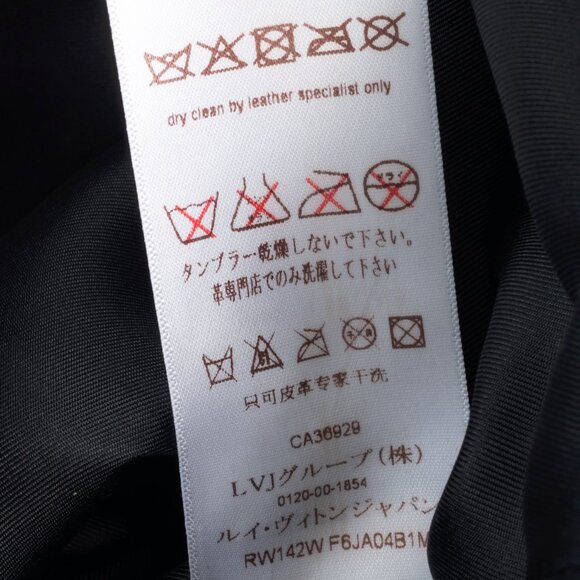 dry clean by leather specialist only
ドライ
タンブラー乾燥しないで下さい。
革専門店でのみ洗濯して下さい
只可皮革专家干洗
CA36929
LVJグループ(株)
0120-00-1854
ルイ・ヴィトンジャパン
RW142W F6JA04B1M